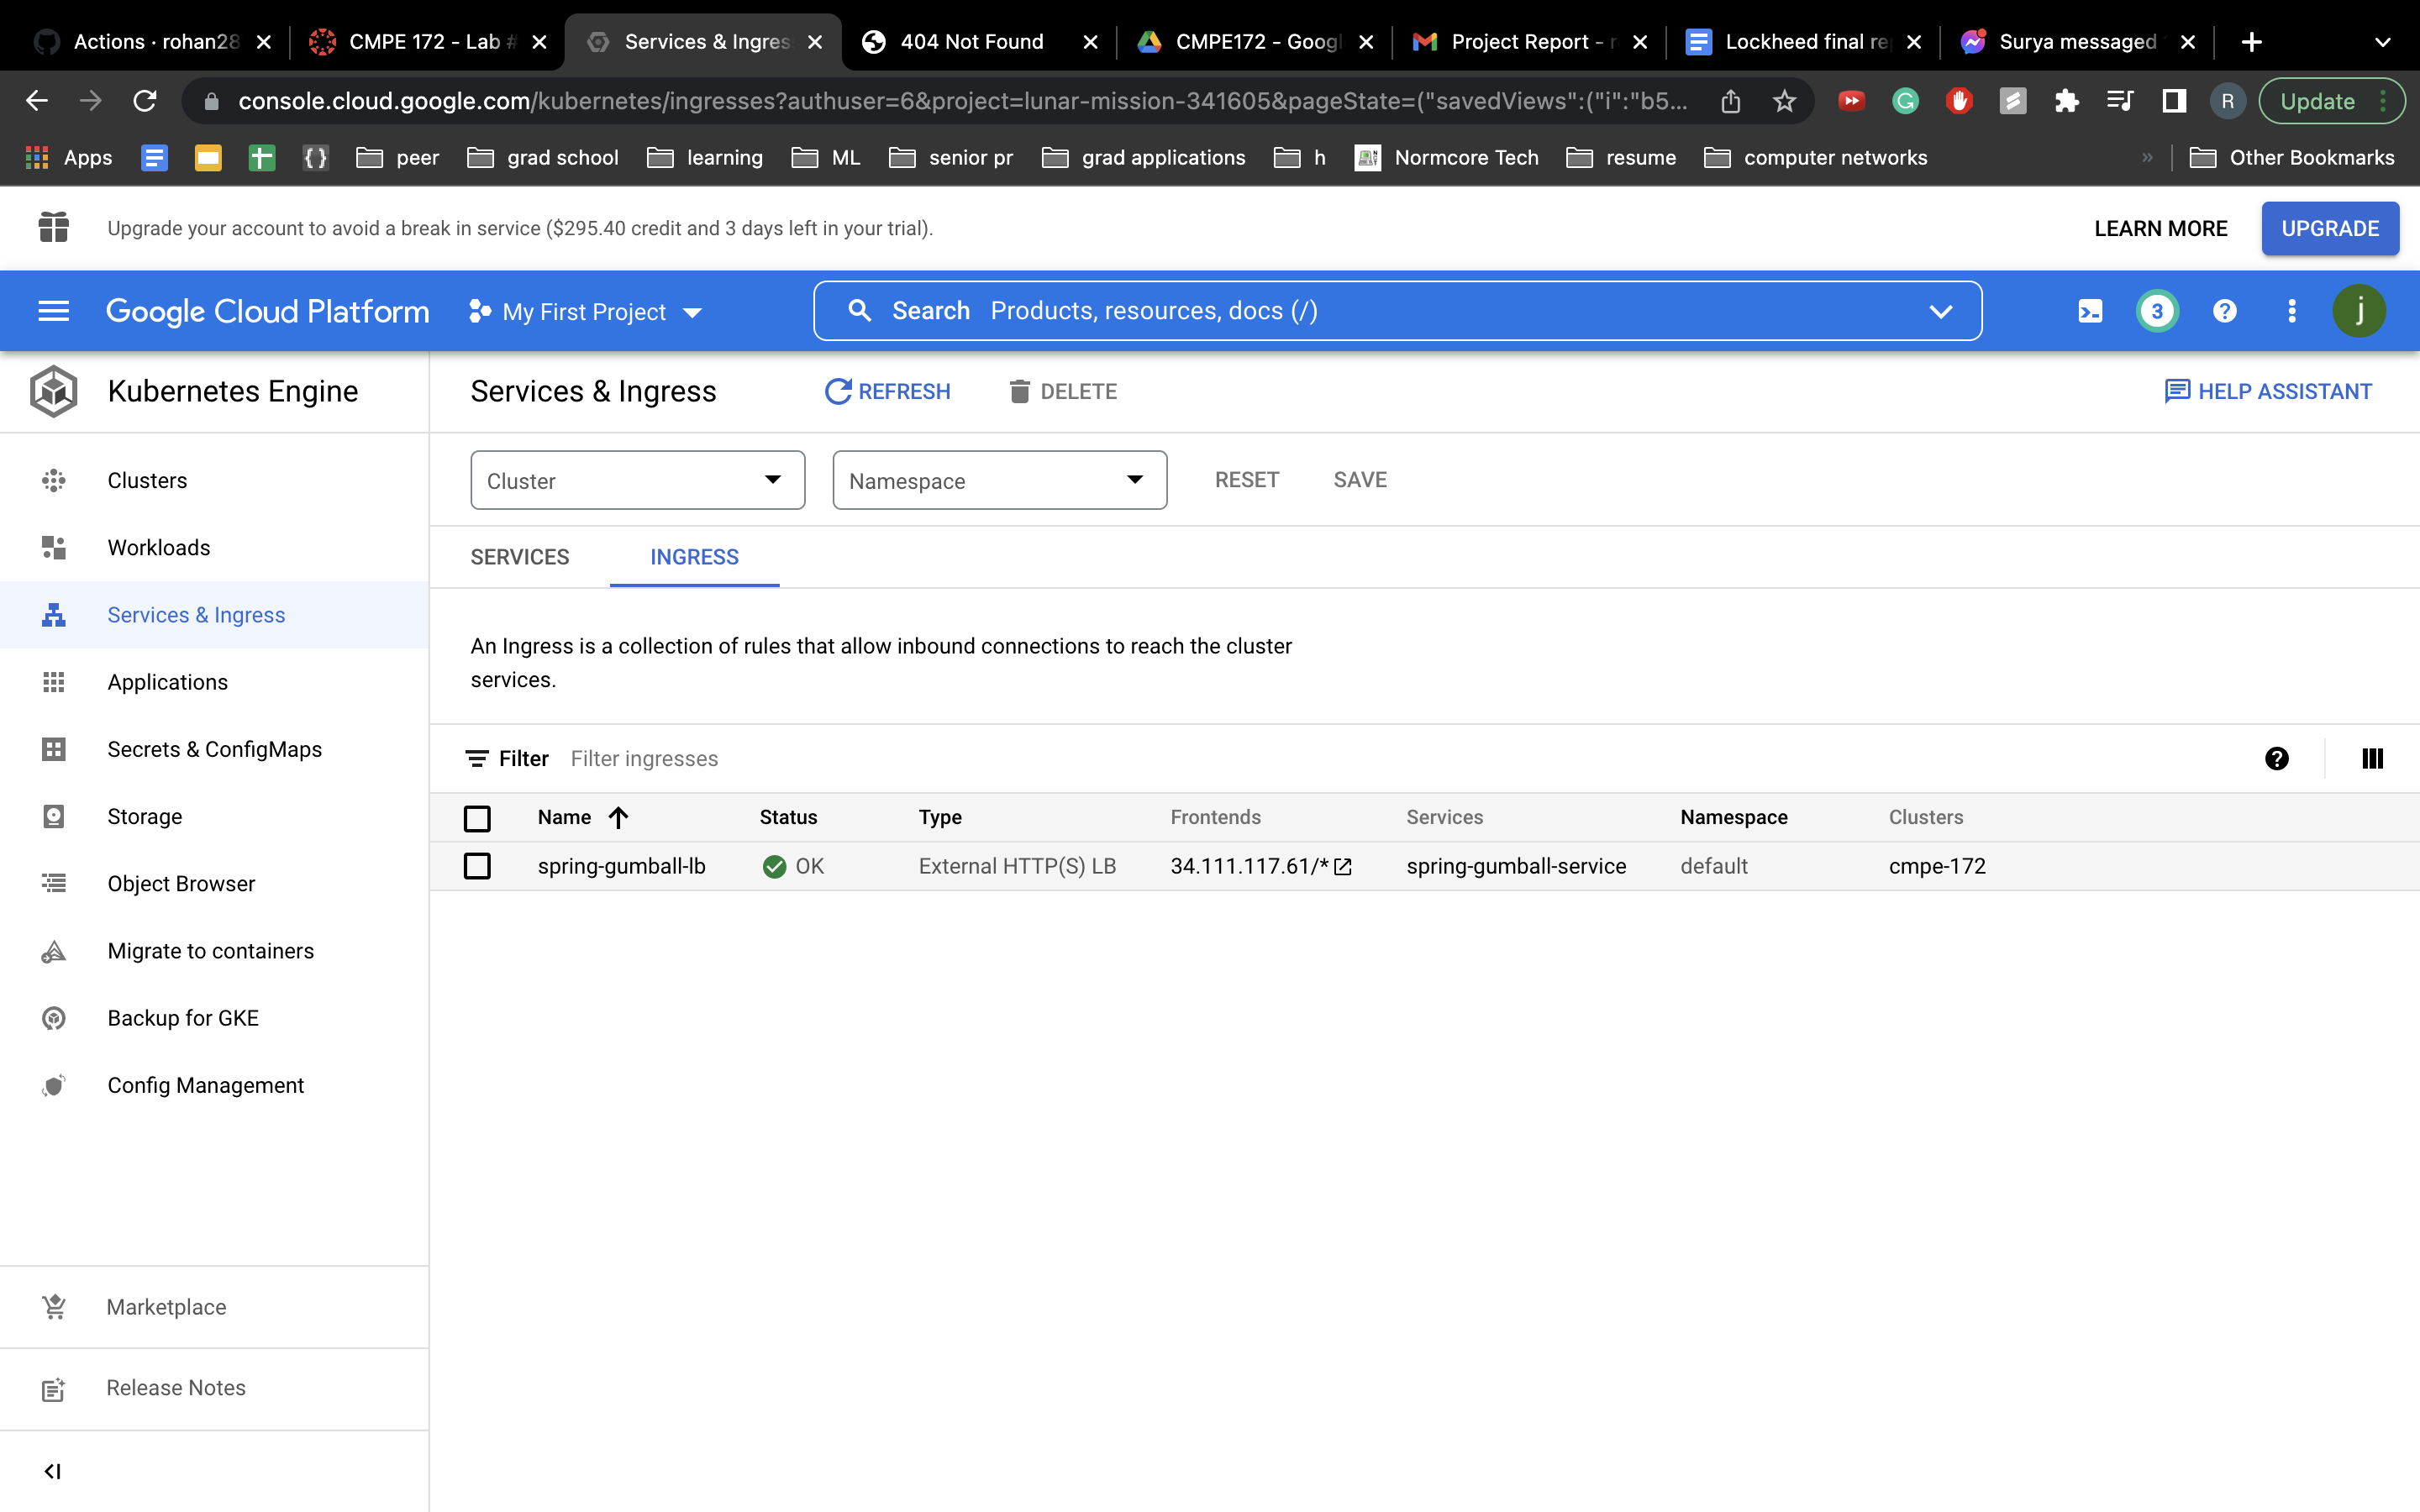 Actions · rohan28
CMPE 172 - Lab #
Services & Ingres
404 Not Found
CMPE172 - Googl
Project Report - r
Lockheed final re
Surya messaged
console.cloud.google.com/kubernetes/ingresses?authuser=6&project=lunar-mission-341605&pageState=("savedViews":("i":"b5...
R
Update
Apps
{}
peer
grad school
learning
ML
senior pr
grad applications
h
Normcore Tech
resume
computer networks
»
Other Bookmarks
Upgrade your account to avoid a break in service ($295.40 credit and 3 days left in your trial).
LEARN MORE
UPGRADE
Google Cloud Platform
My First Project
Search Products, resources, docs (/)
3
?
j
Kubernetes Engine
Services & Ingress
REFRESH
DELETE
HELP ASSISTANT
Clusters
Workloads
Services & Ingress
Applications
Secrets & ConfigMaps
Storage
Object Browser
Migrate to containers
Backup for GKE
Config Management
Marketplace
Release Notes
Cluster
Namespace
RESET
SAVE
SERVICES
INGRESS
An Ingress is a collection of rules that allow inbound connections to reach the cluster
services.
Filter Filter ingresses
?
Name Status Type Frontends Services Namespace Clusters
spring-gumball-lb OK External HTTP(S) LB 34.111.117.61/* spring-gumball-service default cmpe-172